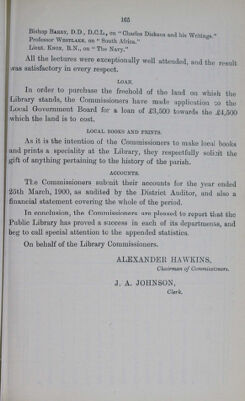 165
Bishop BARRY, D.D., D.C.L., on "Charles Dickens and his Writings."
Professor WESTLAKE, on "South Africa."
Lieut. KNOX, R.N., on "The Navy."
All the lectures were exceptionally well attended, and the result
was satisfactory in every respect.
LOAN.
In order to purchase the freehold of the land on which the
Library stands, the Commissioners have made application to the
Local Government Board for a loan of £3,500 towards the £4,500
which the land is to cost.
LOCAL BOOKS AND PRINTS.
As it is the intention of the Commissioners to make local books
and prints a speciality at the Library, they respectfully solicit the
gift of anything pertaining to the history of the parish.
ACCOUNTS.
The Commissioners submit their accounts for the year ended
25th March, 1900, as audited by the District Auditor, and also a
financial statement covering the whole of the period.
In conclusion, the Commissioners are pleased to report that the
Public Library has proved a success in each of its departments, and
beg to call special attention to the appended statistics.
On behalf of the Library Commissioners.
ALEXANDER HAWKINS,
Chairman of Commissioners.
J. A. JOHNSON,
Clerk.